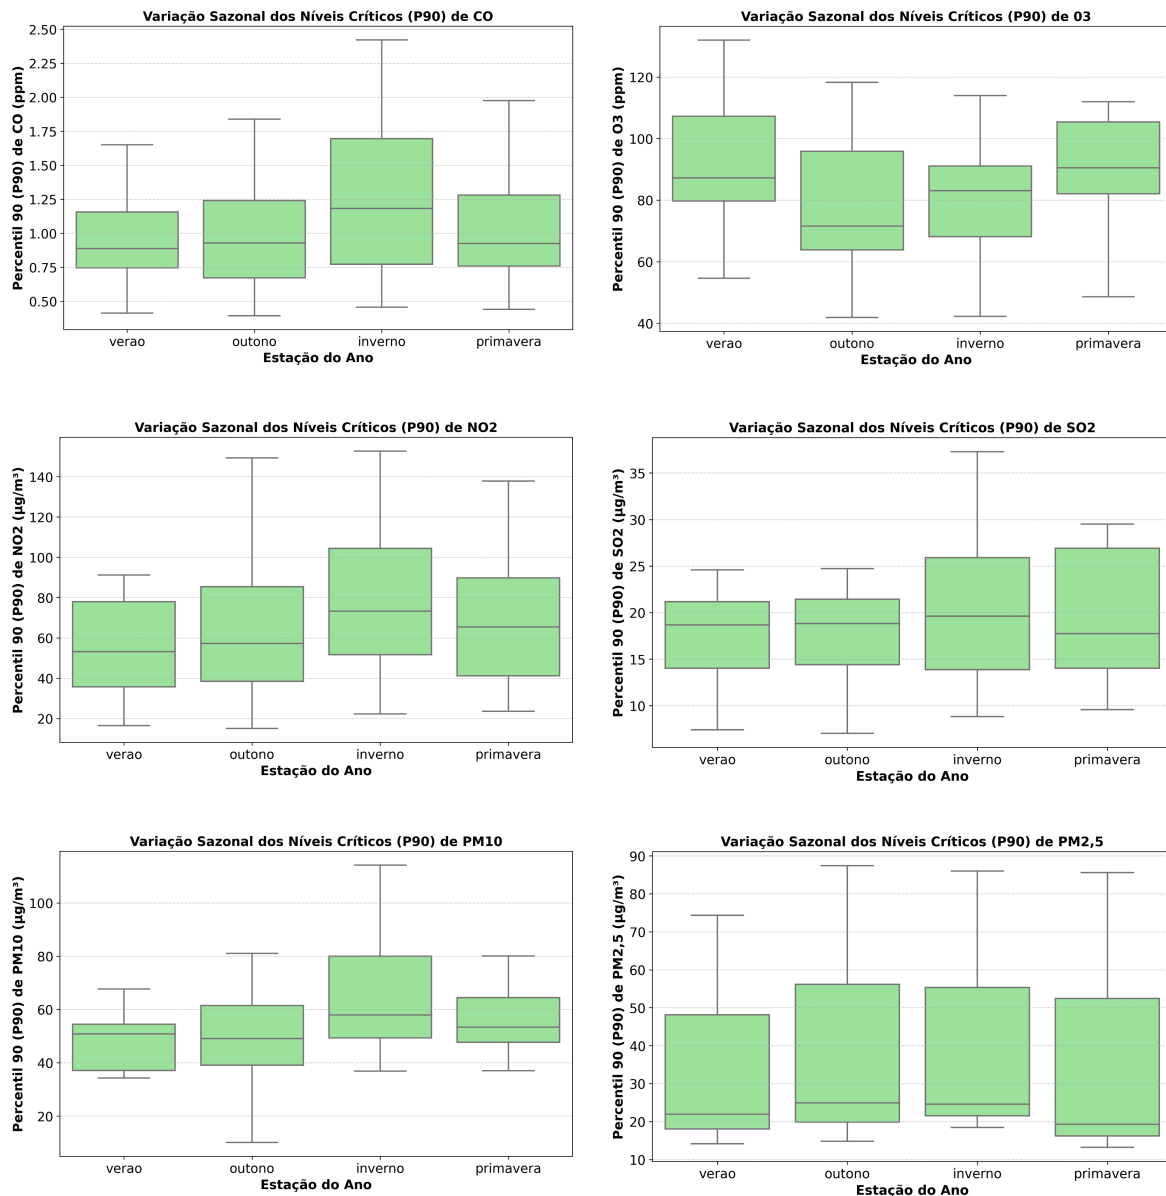 Variação Sazonal dos Níveis Críticos (P90) de CO
Percentil 90 (P90) de CO (ppm)
2.50
2.25
2.00
1.75
1.50
1.25
1.00
0.75
0.50
verao outono inverno primavera
Estação do Ano
Variação Sazonal dos Níveis Críticos (P90) de 03
Percentil 90 (P90) de O3 (ppm)
120
100
80
60
40
verao outono inverno primavera
Estação do Ano
Variação Sazonal dos Níveis Críticos (P90) de NO2
Percentil 90 (P90) de NO2 (µg/m³)
140
120
100
80
60
40
20
verao outono inverno primavera
Estação do Ano
Variação Sazonal dos Níveis Críticos (P90) de SO2
Percentil 90 (P90) de SO2 (µg/m³)
35
30
25
20
15
10
verao outono inverno primavera
Estação do Ano
Variação Sazonal dos Níveis Críticos (P90) de PM10
Percentil 90 (P90) de PM10 (µg/m³)
100
80
60
40
20
verao outono inverno primavera
Estação do Ano
Variação Sazonal dos Níveis Críticos (P90) de PM2,5
Percentil 90 (P90) de PM2,5 (µg/m³)
90
80
70
60
50
40
30
20
10
verao outono inverno primavera
Estação do Ano